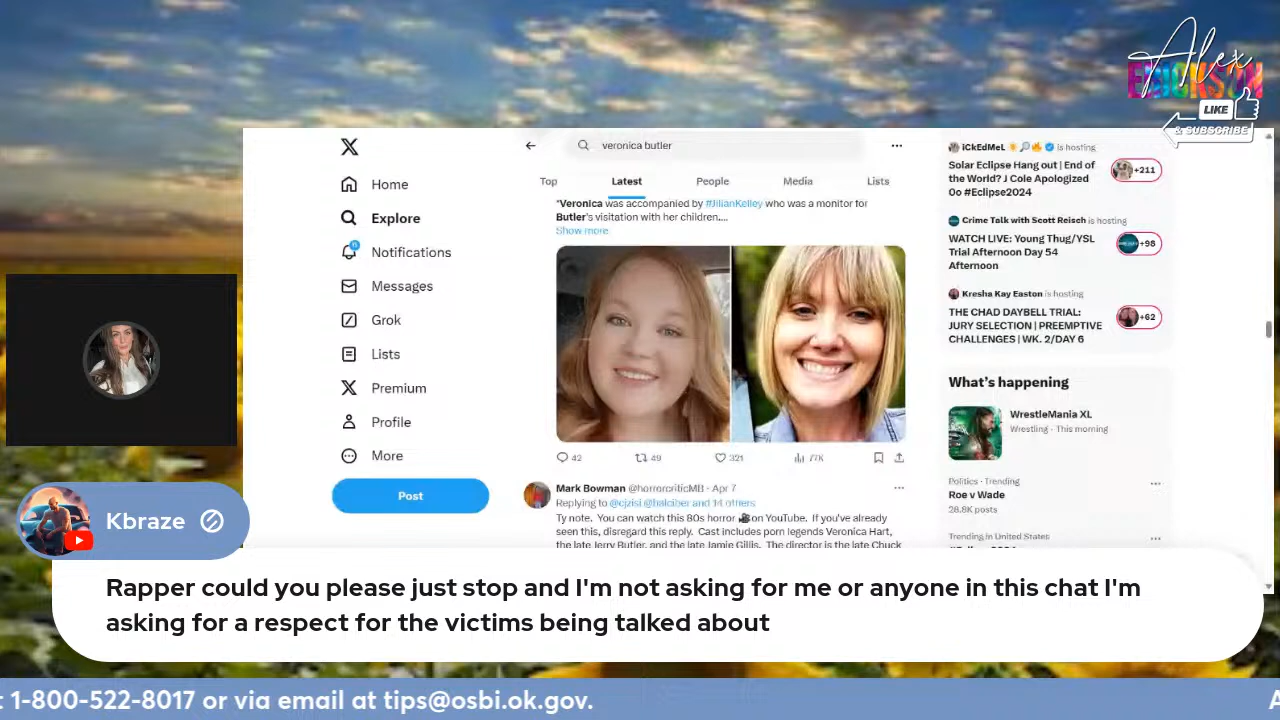 Alex
ERICKSON
LIKE
& SUBSCRIBE
X
Home
Explore
Notifications
Messages
Grok
Lists
Premium
Profile
More
Post
veronica butler
Top
Latest
People
Media
Lists
"Veronica was accompanied by #JilianKelley who was a monitor for
Butler's visitation with her children....
Show more
42
49
321
77K
Mark Bowman @horrorcriticMB · Apr 7
Replying to @cjzisi @halciber and 14 others
Ty note. You can watch this 80s horror 🎥on YouTube. If you've already
seen this, disregard this reply. Cast includes porn legends Veronica Hart,
the late Jerry Butler, and the late Jamie Gillis. The director is the late Chuck
iCkEdMeL is hosting
Solar Eclipse Hang out | End of
the World? J Cole Apologized
0o #Eclipse2024
+211
Crime Talk with Scott Reisch is hosting
WATCH LIVE: Young Thug/YSL
Trial Afternoon Day 54
Afternoon
+98
Kresha Kay Easton is hosting
THE CHAD DAYBELL TRIAL:
JURY SELECTION | PREEMPTIVE
CHALLENGES | WK. 2/DAY 6
+62
What's happening
WrestleMania XL
Wrestling · This morning
Politics · Trending
Roe v Wade
28.8K posts
Trending in United States
Kbraze
Rapper could you please just stop and I'm not asking for me or anyone in this chat I'm
asking for a respect for the victims being talked about
: 1-800-522-8017 or via email at tips@osbi.ok.gov.
A